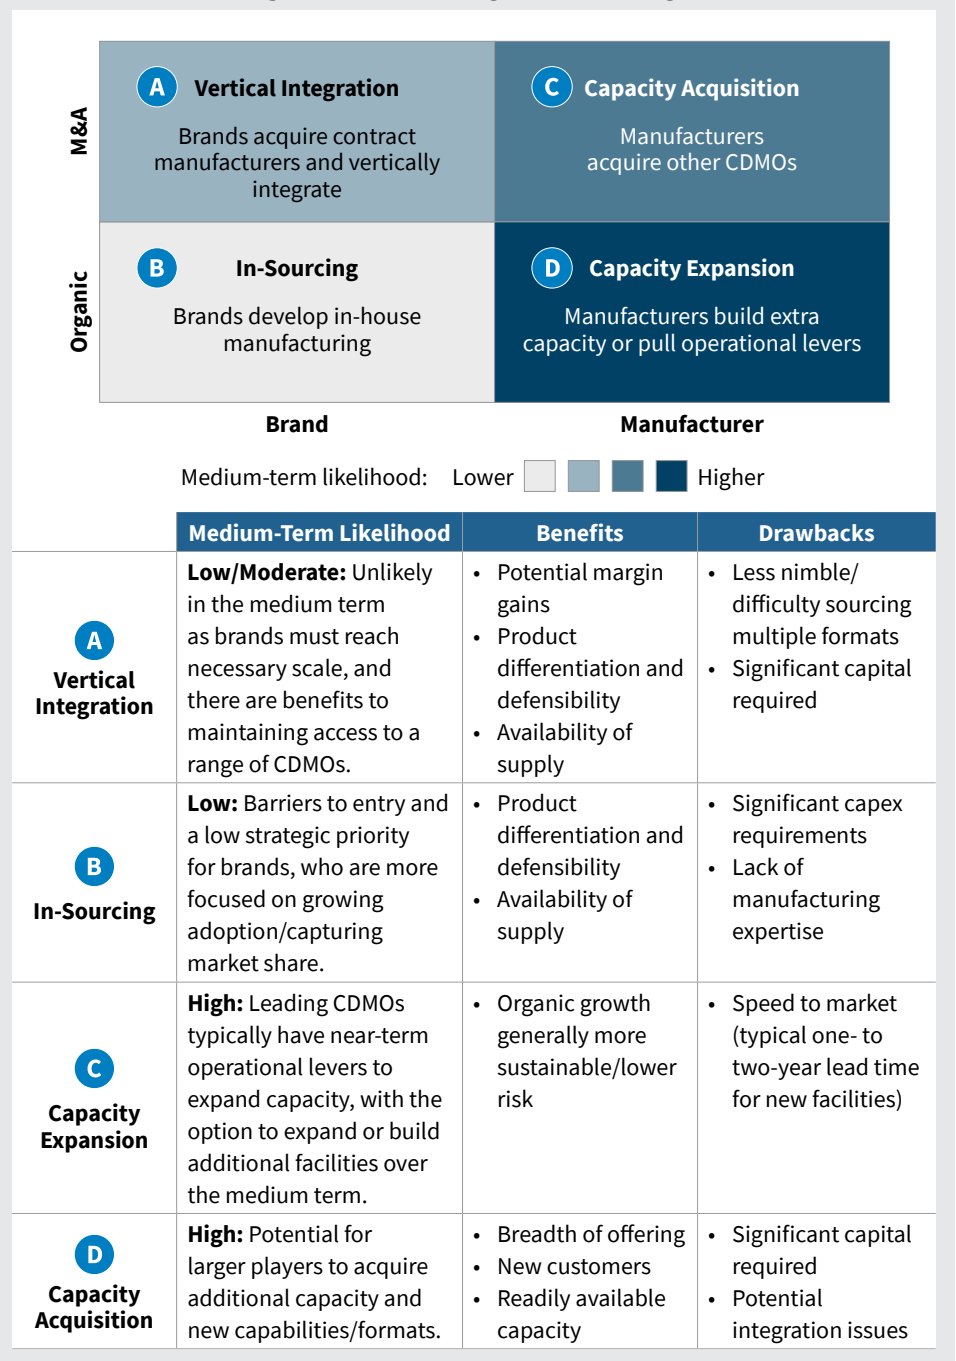 A Vertical Integration
Brands acquire contract
manufacturers and vertically
integrate
C Capacity Acquisition
Manufacturers
acquire other CDMOs
M&A
B In-Sourcing
Brands develop in-house
manufacturing
D Capacity Expansion
Manufacturers build extra
capacity or pull operational levers
Organic
Brand
Manufacturer
Medium-term likelihood: Lower Higher
Medium-Term Likelihood Benefits Drawbacks
A
Vertical
Integration
Low/Moderate: Unlikely
in the medium term
as brands must reach
necessary scale, and
there are benefits to
maintaining access to a
range of CDMOs.
• Potential margin
gains
• Product
differentiation and
defensibility
• Availability of
supply
• Less nimble/
difficulty sourcing
multiple formats
• Significant capital
required
B
In-Sourcing
Low: Barriers to entry and
a low strategic priority
for brands, who are more
focused on growing
adoption/capturing
market share.
• Product
differentiation and
defensibility
• Availability of
supply
• Significant capex
requirements
• Lack of
manufacturing
expertise
C
Capacity
Expansion
High: Leading CDMOs
typically have near-term
operational levers to
expand capacity, with the
option to expand or build
additional facilities over
the medium term.
• Organic growth
generally more
sustainable/lower
risk
• Speed to market
(typical one- to
two-year lead time
for new facilities)
D
Capacity
Acquisition
High: Potential for
larger players to acquire
additional capacity and
new capabilities/formats.
• Breadth of offering
• New customers
• Readily available
capacity
• Significant capital
required
• Potential
integration issues